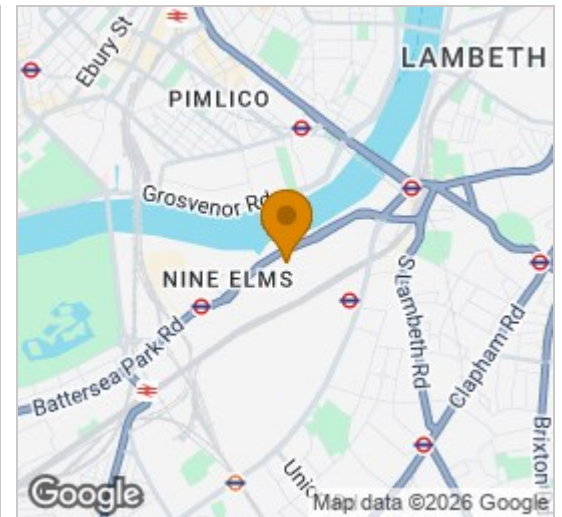 Ebury St
LAMBETH
PIMLICO
Grosvenor Rd
NINE ELMS
S Lambeth Rd
Battersea Park Rd
Clapham Rd
Brixton
Google
Map data ©2026 Google